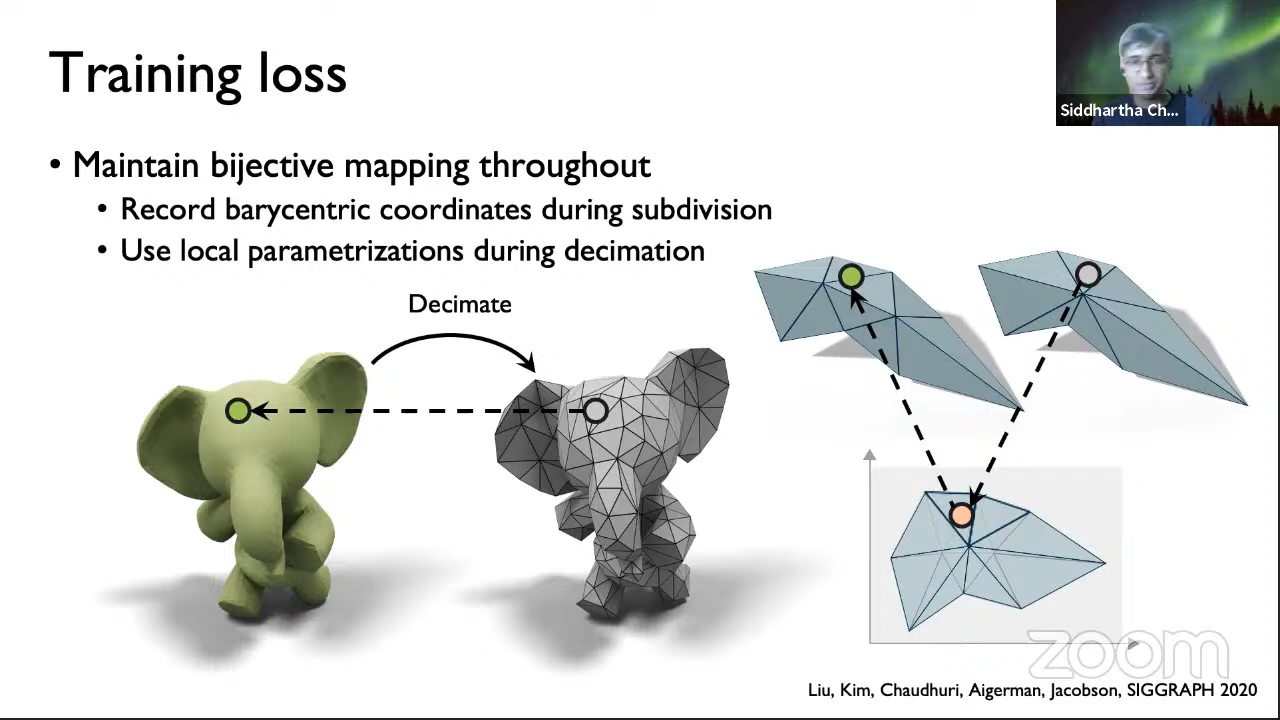 Training loss
Siddhartha Ch...
• Maintain bijective mapping throughout
• Record barycentric coordinates during subdivision
• Use local parametrizations during decimation
Decimate
zoom
Liu, Kim, Chaudhuri, Aigerman, Jacobson, SIGGRAPH 2020